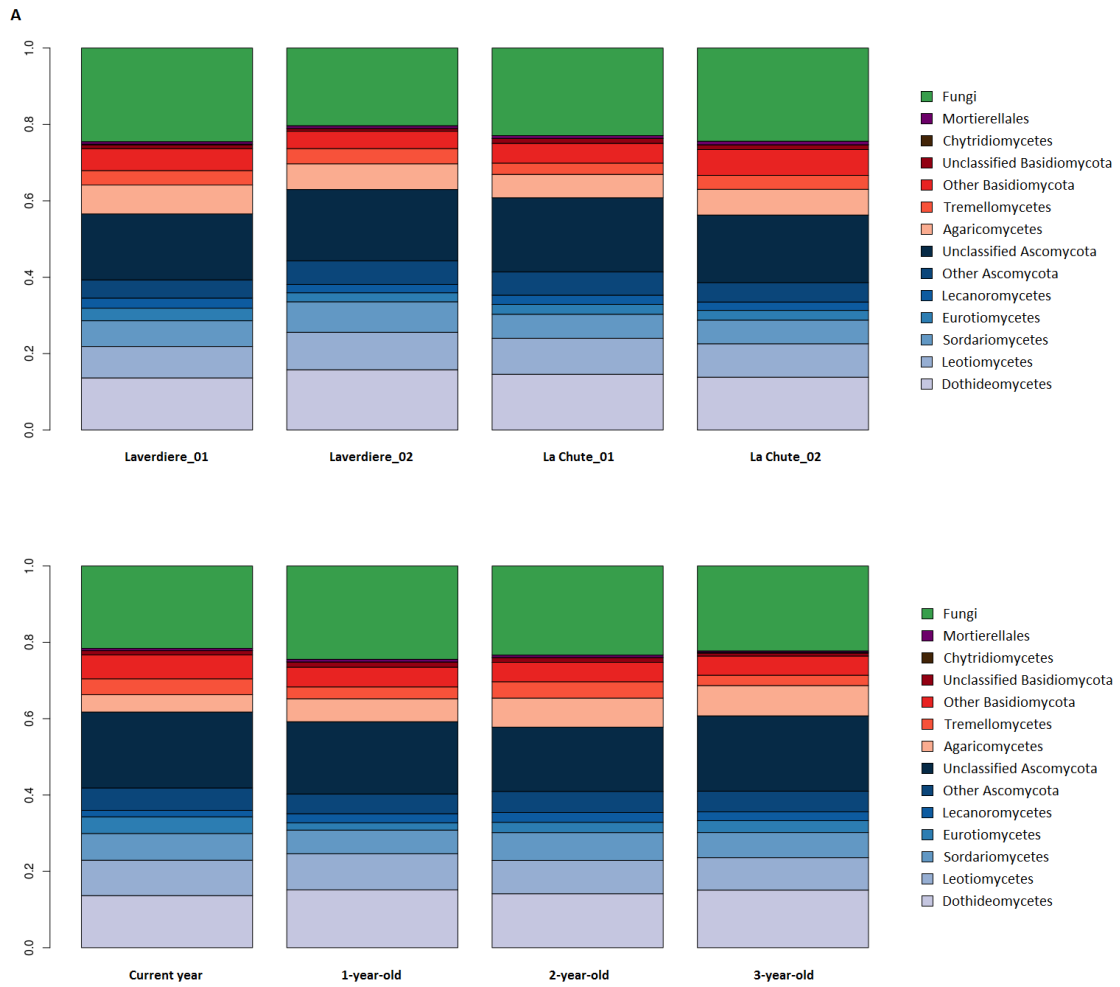 A
1.0
0.8
0.6
0.4
0.2
0.0
Laverdiere_01
Laverdiere_02
La Chute_01
La Chute_02
Fungi
Mortierellales
Chytridiomycetes
Unclassified Basidiomycota
Other Basidiomycota
Tremellomycetes
Agaricomycetes
Unclassified Ascomycota
Other Ascomycota
Lecanoromycetes
Eurotiomycetes
Sordariomycetes
Leotiomycetes
Dothideomycetes
1.0
0.8
0.6
0.4
0.2
0.0
Current year
1-year-old
2-year-old
3-year-old
Fungi
Mortierellales
Chytridiomycetes
Unclassified Basidiomycota
Other Basidiomycota
Tremellomycetes
Agaricomycetes
Unclassified Ascomycota
Other Ascomycota
Lecanoromycetes
Eurotiomycetes
Sordariomycetes
Leotiomycetes
Dothideomycetes